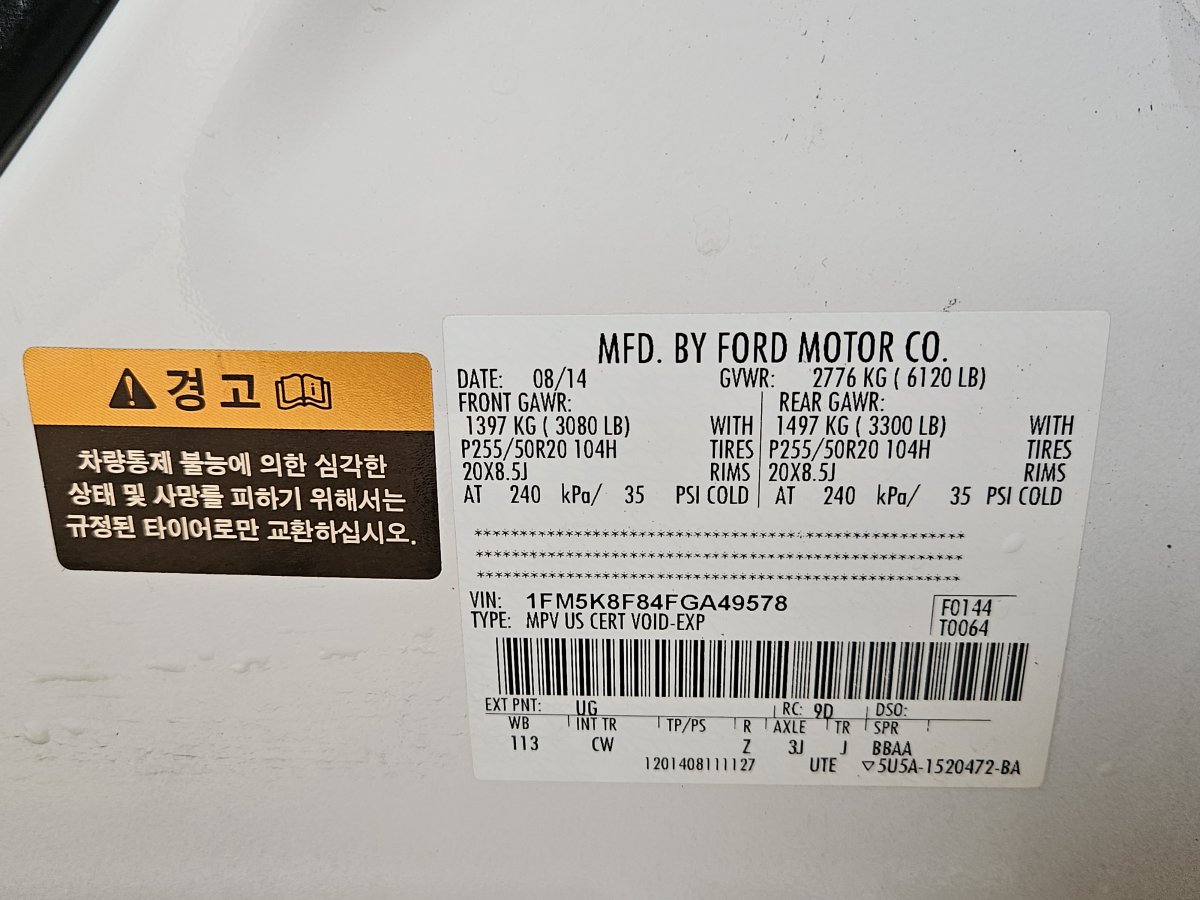 경고
차량통제 불능에 의한 심각한
상태 및 사망를 피하기 위해서는
규정된 타이어로만 교환하십시오.
MFD. BY FORD MOTOR CO.
DATE: 08/14 GVWR: 2776 KG ( 6120 LB)
FRONT GAWR: REAR GAWR:
1397 KG ( 3080 LB) WITH 1497 KG ( 3300 LB) WITH
P255/50R20 104H TIRES P255/50R20 104H TIRES
20X8.5J RIMS 20X8.5J RIMS
AT 240 kPa/ 35 PSI COLD AT 240 kPa/ 35 PSI COLD
VIN: 1FM5K8F84FGA49578 F0144
TYPE: MPV US CERT VOID-EXP T0064
EXT PNT: UG RC: 9D DSO:
WB INT TR TP/PS R AXLE TR SPR
113 CW Z 3J J BBAA
1201408111127 UTE ▽5U5A-1520472-BA